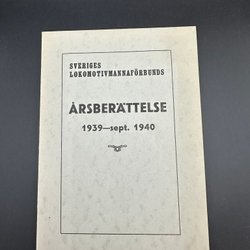 SVERIGES
LOKOMOTIVMANNAFÖRBUNDS
ÅRSBERÄTTELSE
1939—sept. 1940